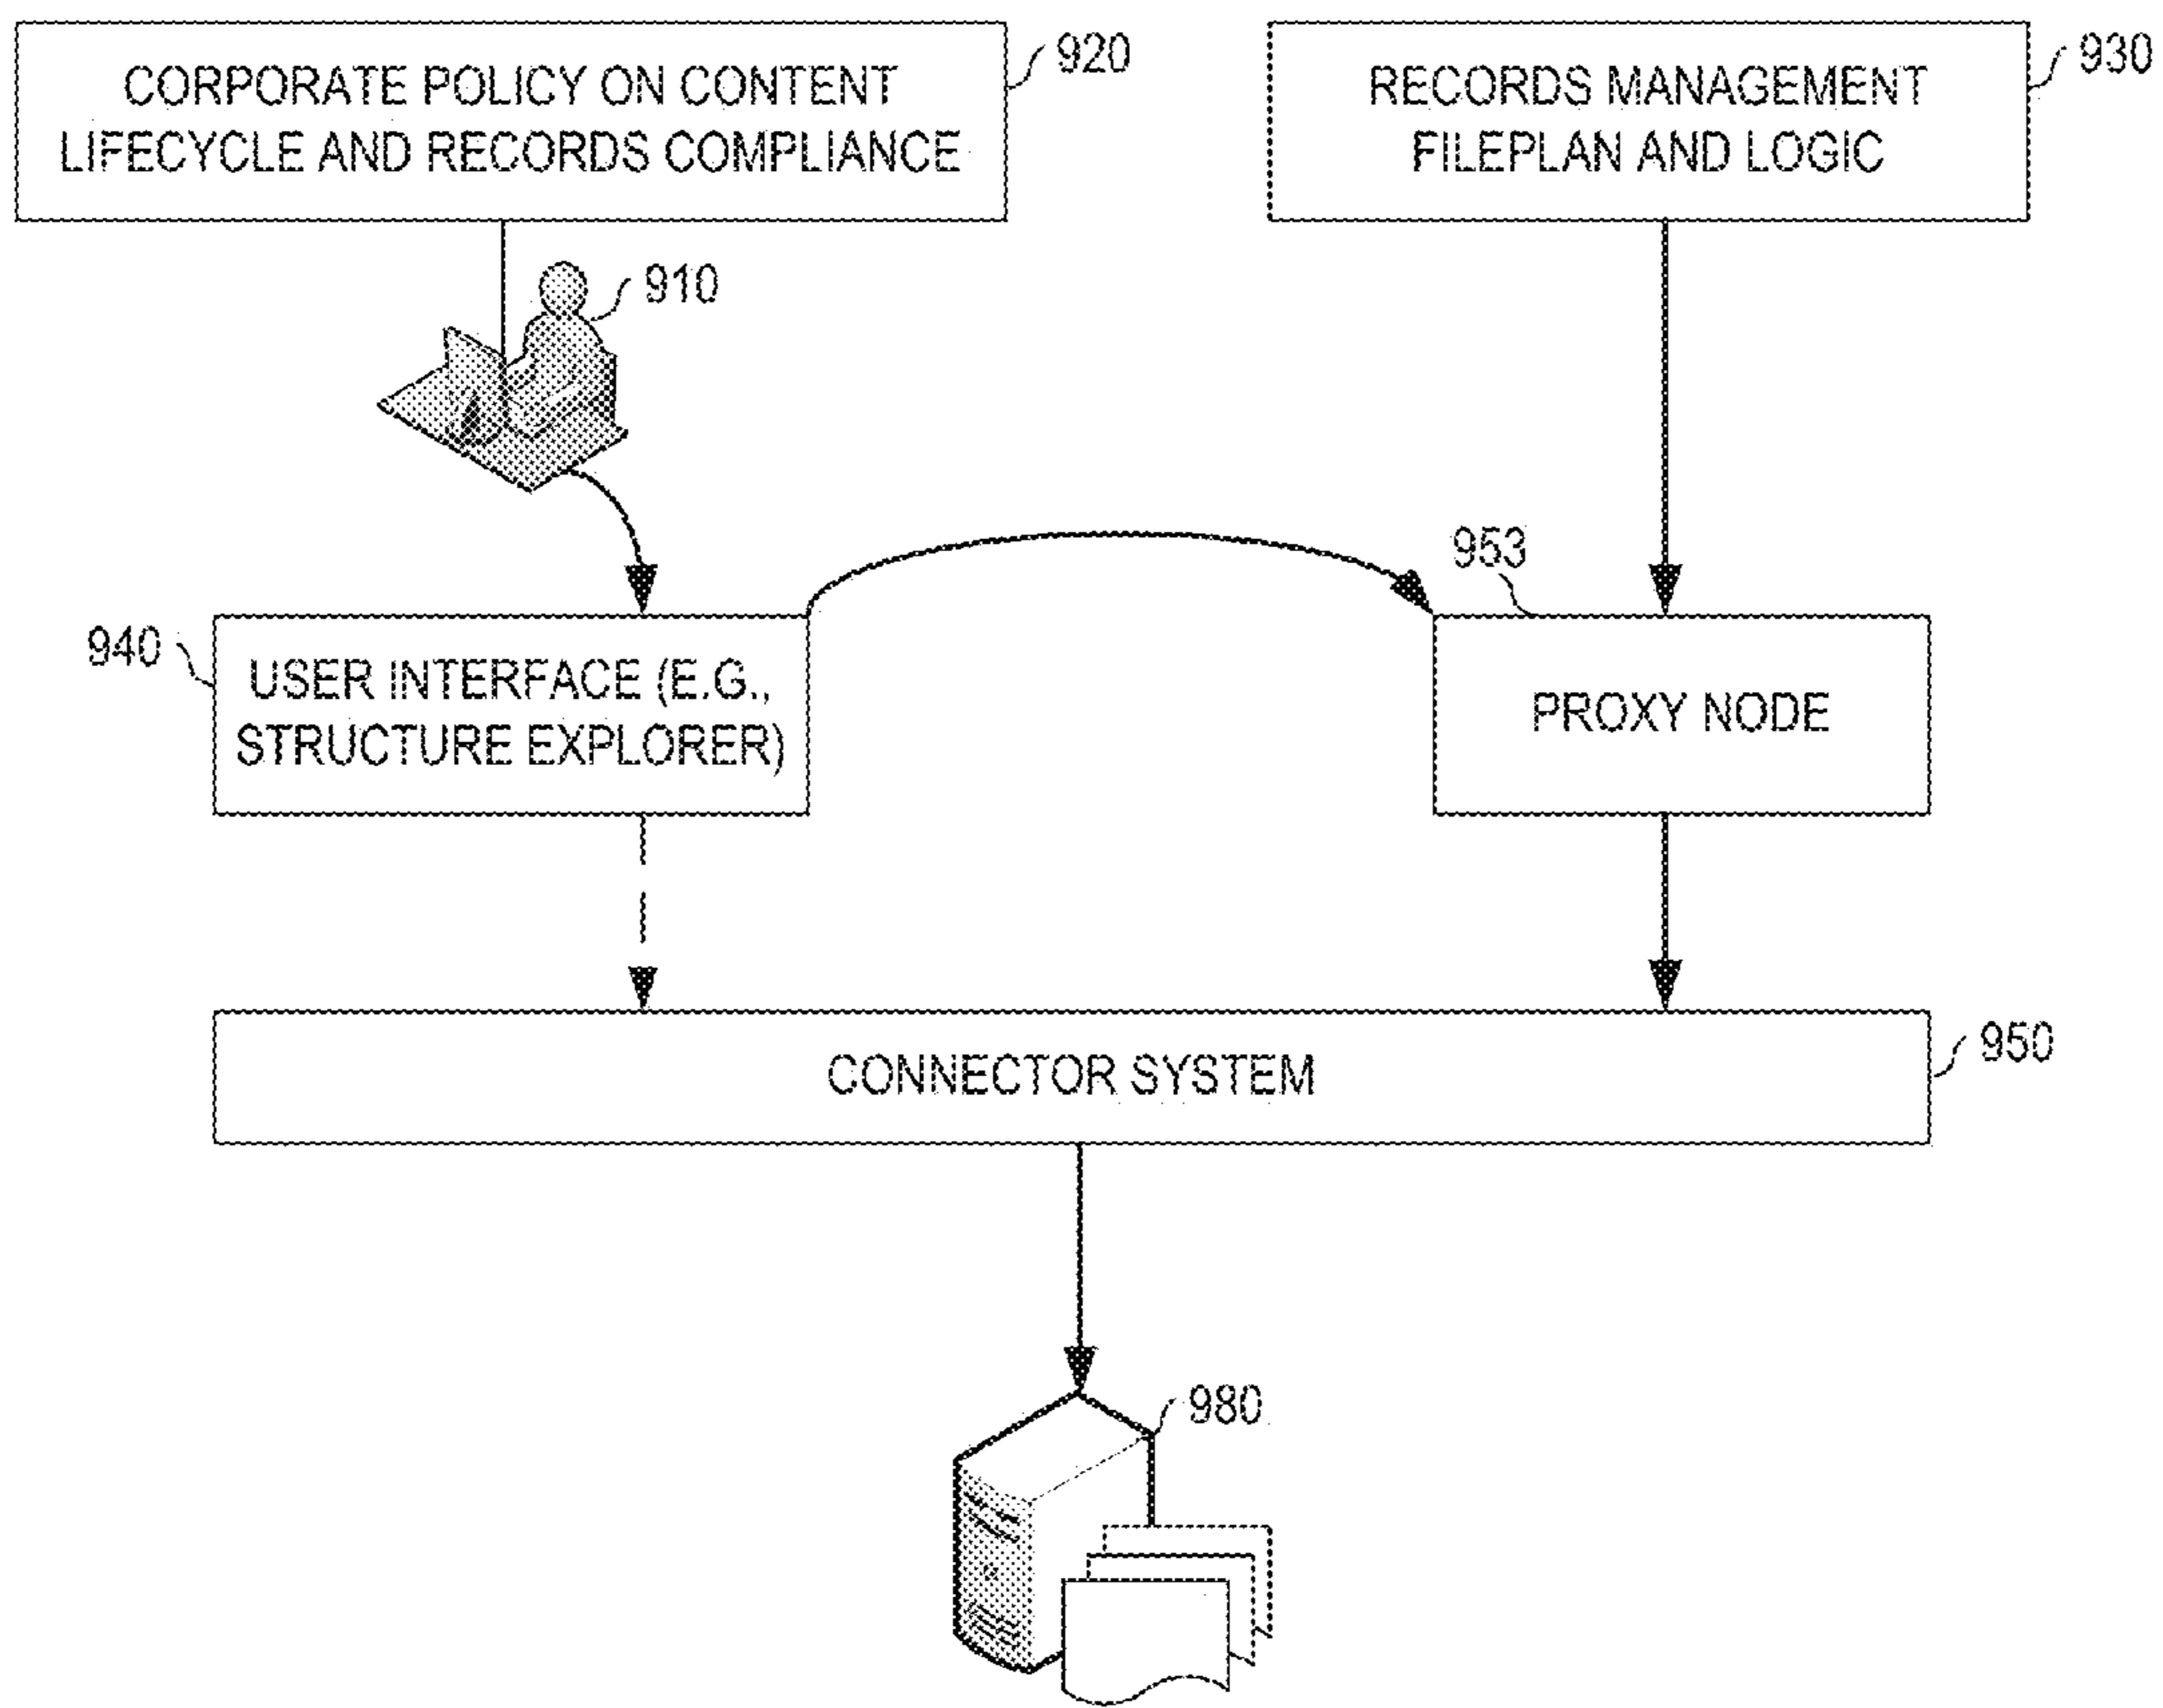 920
CORPORATE POLICY ON CONTENT
LIFECYCLE AND RECORDS COMPLIANCE
930
RECORDS MANAGEMENT
FILEPLAN AND LOGIC
910
953
940
USER INTERFACE (E.G.,
STRUCTURE EXPLORER)
PROXY NODE
950
CONNECTOR SYSTEM
980